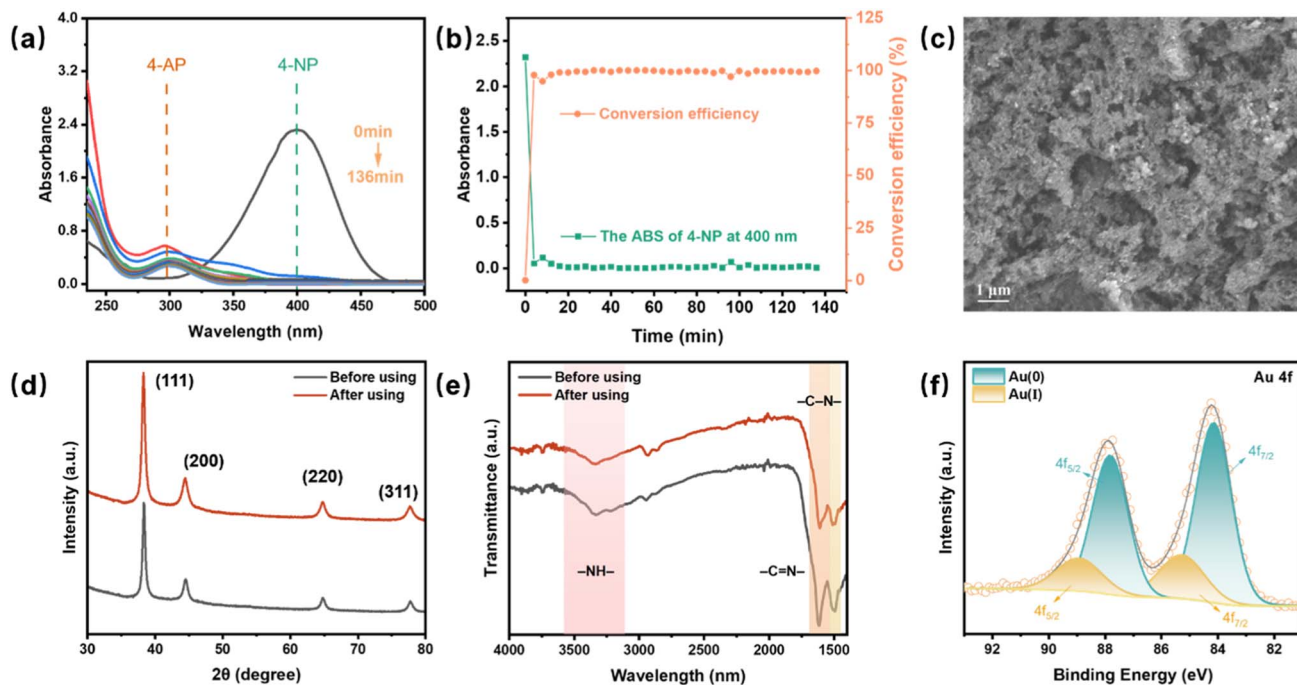 (a)
4.0
3.2
2.4
1.6
0.8
0.0
Absorbance
4-AP
4-NP
0min
136min
250
300
350
400
450
500
Wavelength (nm)
(b)
2.5
2.0
1.5
1.0
0.5
0.0
Absorbance
Conversion efficiency
The ABS of 4-NP at 400 nm
125
100
75
50
25
0
Conversion efficiency (%)
0
20
40
60
80
100
120
140
Time (min)
(c)
1 μm
(d)
Before using
After using
(111)
(200)
(220)
(311)
Intensity (a.u.)
30
40
50
60
70
80
2θ (degree)
(e)
Before using
After using
–C–N–
–NH–
–C=N–
Transmittance (a.u.)
4000
3500
3000
2500
2000
1500
Wavelength (nm)
(f)
Au(0)
Au(I)
Au 4f
4f5/2
4f7/2
4f5/2
4f7/2
Intensity (a.u.)
92
90
88
86
84
82
Binding Energy (eV)